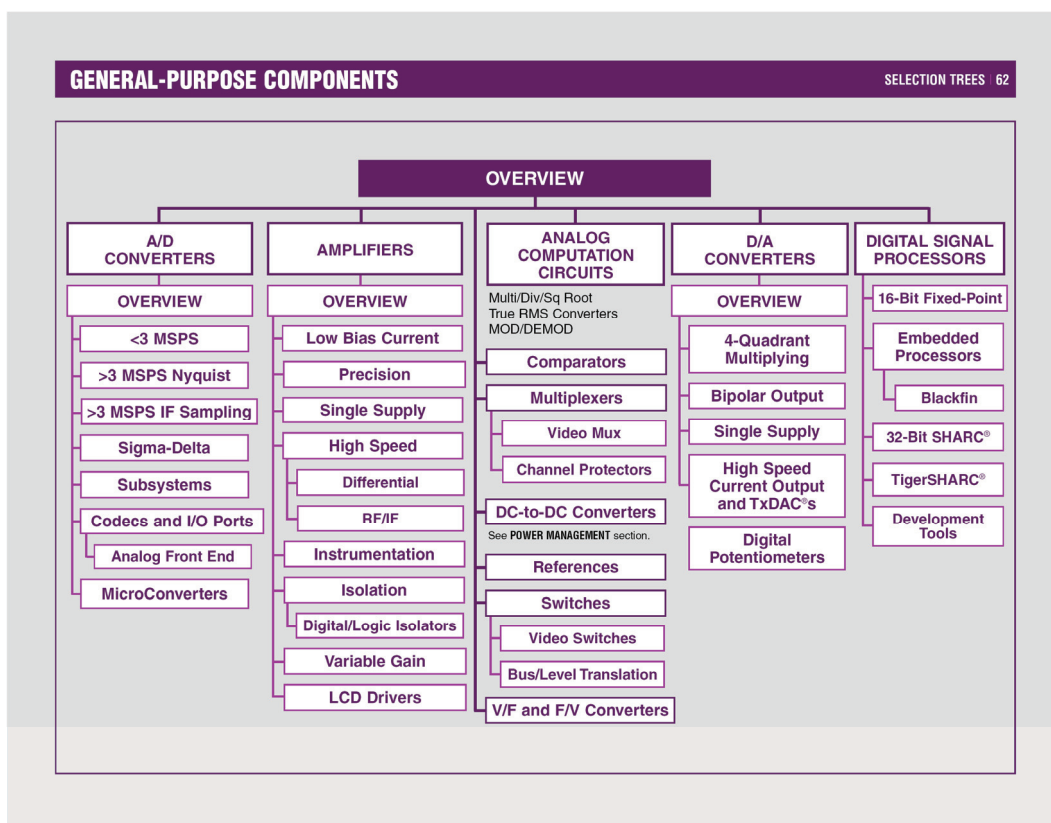 GENERAL-PURPOSE COMPONENTS
SELECTION TREES | 62
OVERVIEW
A/D
CONVERTERS
OVERVIEW
<3 MSPS
>3 MSPS Nyquist
>3 MSPS IF Sampling
Sigma-Delta
Subsystems
Codecs and I/O Ports
Analog Front End
MicroConverters
AMPLIFIERS
OVERVIEW
Low Bias Current
Precision
Single Supply
High Speed
Differential
RF/IF
Instrumentation
Isolation
Digital/Logic Isolators
Variable Gain
LCD Drivers
ANALOG
COMPUTATION
CIRCUITS
Multi/Div/Sq Root
True RMS Converters
MOD/DEMOD
Comparators
Multiplexers
Video Mux
Channel Protectors
DC-to-DC Converters
See POWER MANAGEMENT section.
References
Switches
Video Switches
Bus/Level Translation
V/F and F/V Converters
D/A
CONVERTERS
OVERVIEW
4-Quadrant
Multiplying
Bipolar Output
Single Supply
High Speed
Current Output
and TxDAC®s
Digital
Potentiometers
DIGITAL SIGNAL
PROCESSORS
16-Bit Fixed-Point
Embedded
Processors
Blackfin
32-Bit SHARC®
TigerSHARC®
Development
Tools